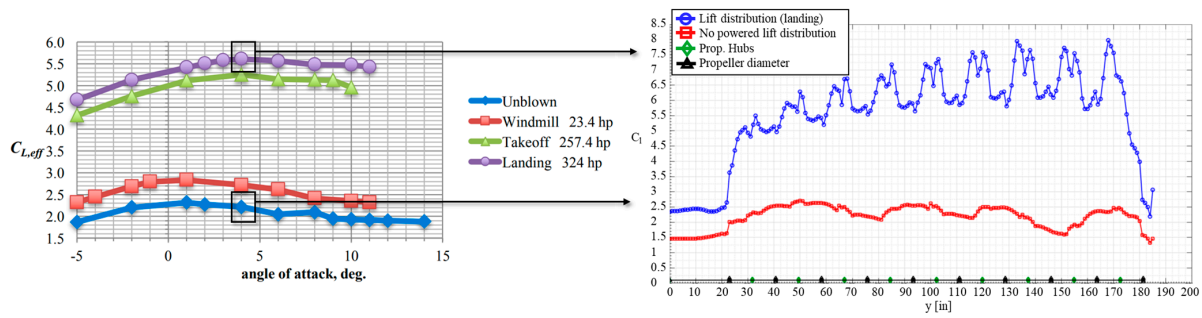 6.0
5.5
5.0
4.5
4.0
3.5
3.0
2.5
2.0
1.5
C_L,eff
-5 0 5 10 15
angle of attack, deg.
Unblown
Windmill 23.4 hp
Takeoff 257.4 hp
Landing 324 hp
8.5
8
7.5
7
6.5
6
5.5
5
4.5
4
3.5
3
2.5
2
1.5
1
0.5
0
C_l
Lift distribution (landing)
No powered lift distribution
Prop. Hubs
Propeller diameter
0 10 20 30 40 50 60 70 80 90 100 110 120 130 140 150 160 170 180 190 200
y [in]